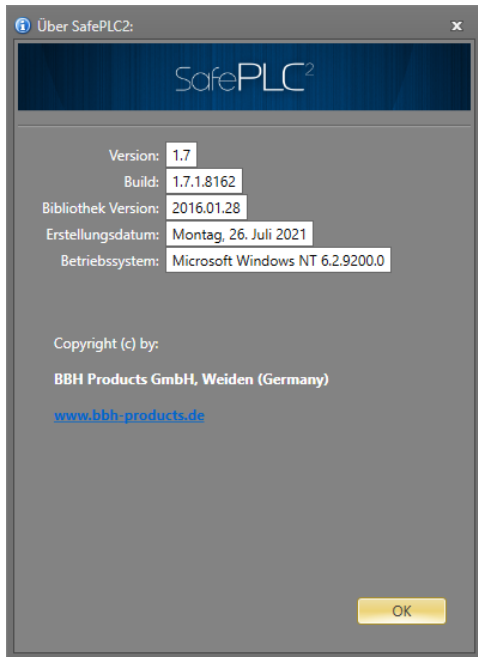 Über SafePLC2:
x
SafePLC²
Version: 1.7
Build: 1.7.1.8162
Bibliothek Version: 2016.01.28
Erstellungsdatum: Montag, 26. Juli 2021
Betriebssystem: Microsoft Windows NT 6.2.9200.0
Copyright (c) by:
BBH Products GmbH, Weiden (Germany)
www.bbh-products.de
OK